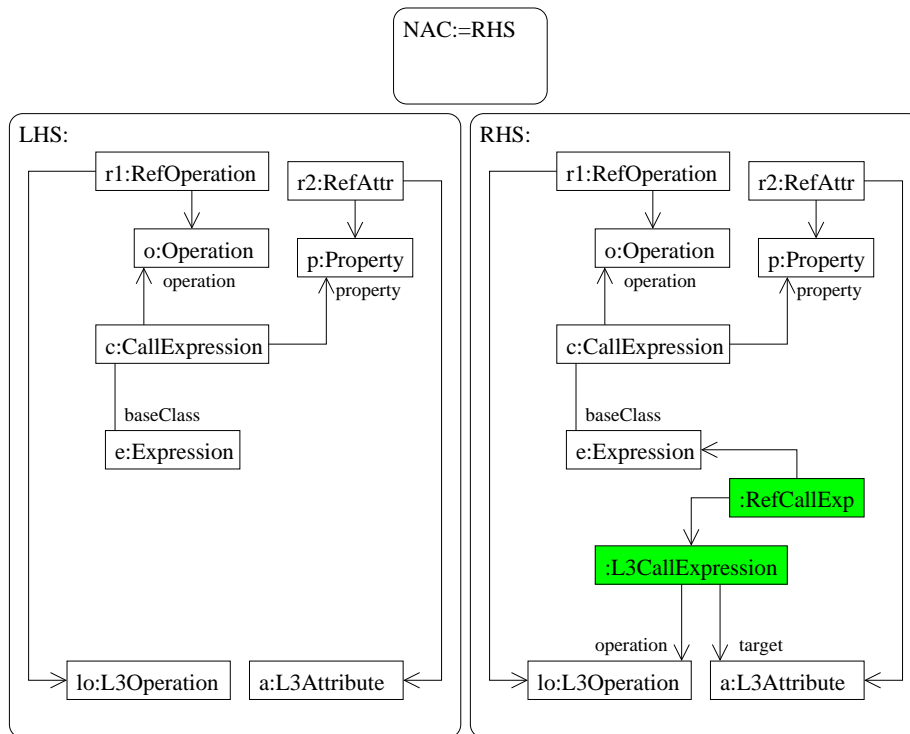 NAC:=RHS
LHS:
r1:RefOperation
r2:RefAttr
o:Operation
p:Property
operation
property
c:CallExpression
baseClass
e:Expression
lo:L3Operation
a:L3Attribute
RHS:
r1:RefOperation
r2:RefAttr
o:Operation
p:Property
operation
property
c:CallExpression
baseClass
e:Expression
:RefCallExp
:L3CallExpression
operation
target
lo:L3Operation
a:L3Attribute